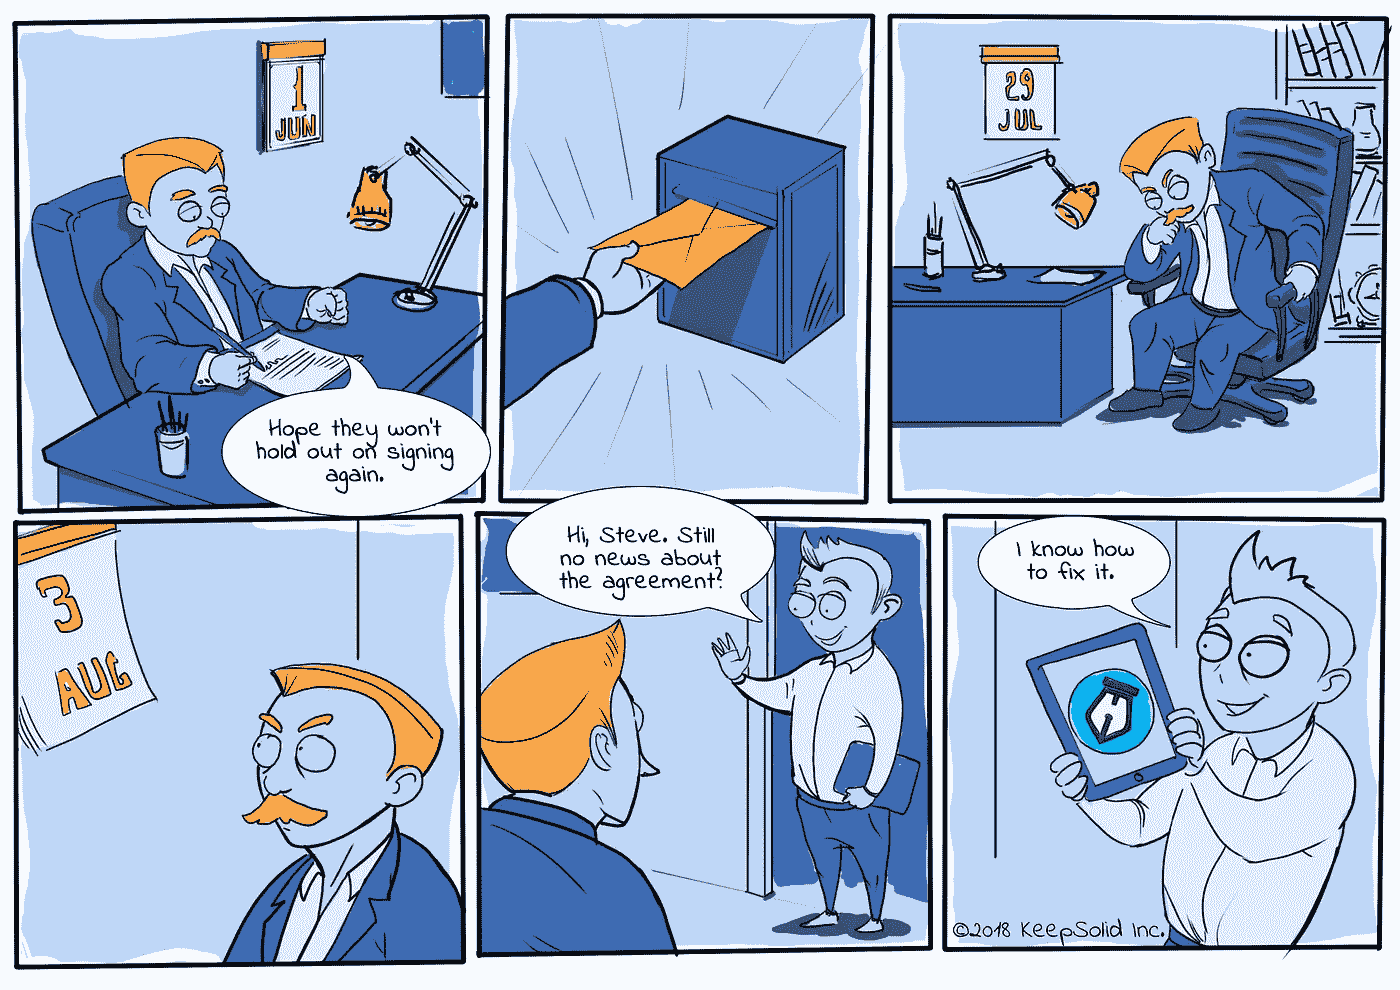 1
JUN
Hope they won't
hold out on signing
again.
29
JUL
3
AUG
Hi, Steve. Still
no news about
the agreement?
I know how
to fix it.
©2018 KeepSolid Inc.